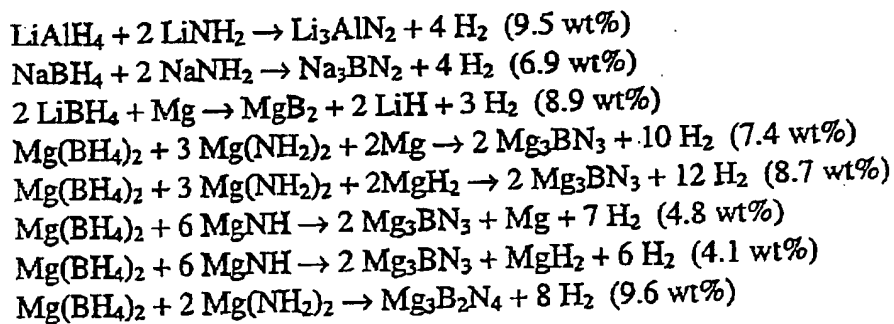 LiAlH₄ + 2 LiNH₂ → Li₃AlN₂ + 4 H₂ (9.5 wt%)
NaBH₄ + 2 NaNH₂ → Na₃BN₂ + 4 H₂ (6.9 wt%)
2 LiBH₄ + Mg → MgB₂ + 2 LiH + 3 H₂ (8.9 wt%)
Mg(BH₄)₂ + 3 Mg(NH₂)₂ + 2Mg → 2 Mg₃BN₃ + 10 H₂ (7.4 wt%)
Mg(BH₄)₂ + 3 Mg(NH₂)₂ + 2MgH₂ → 2 Mg₃BN₃ + 12 H₂ (8.7 wt%)
Mg(BH₄)₂ + 6 MgNH → 2 Mg₃BN₃ + Mg + 7 H₂ (4.8 wt%)
Mg(BH₄)₂ + 6 MgNH → 2 Mg₃BN₃ + MgH₂ + 6 H₂ (4.1 wt%)
Mg(BH₄)₂ + 2 Mg(NH₂)₂ → Mg₃B₂N₄ + 8 H₂ (9.6 wt%)